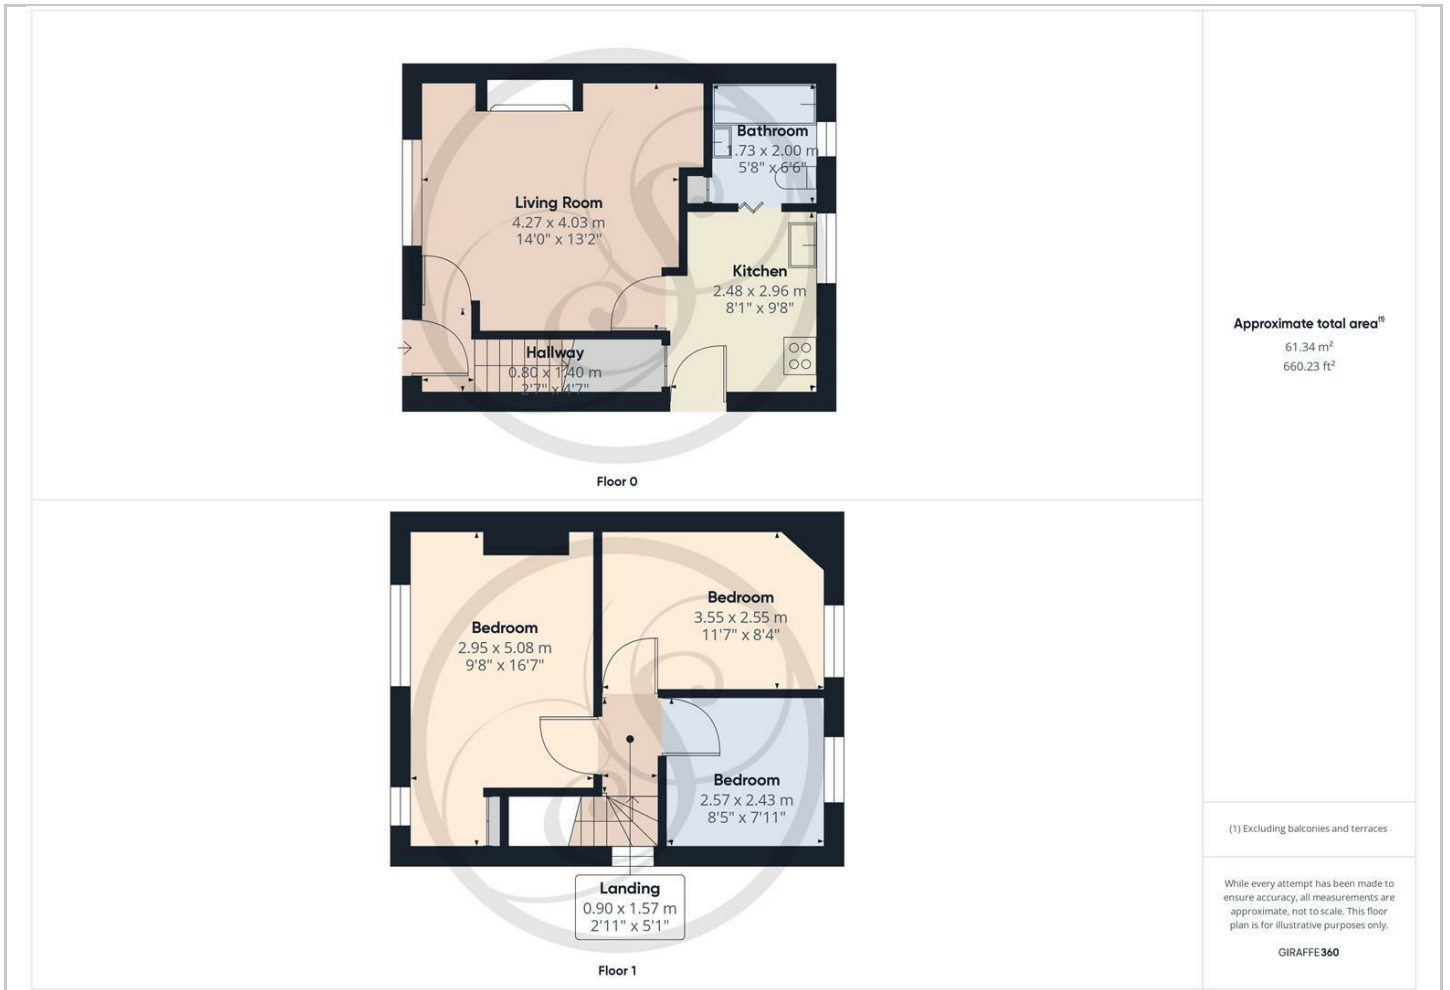 Bathroom
1.73 x 2.00 m
5'8" x 6'6"
Living Room
4.27 x 4.03 m
14'0" x 13'2"
Kitchen
2.48 x 2.96 m
8'1" x 9'8"
Hallway
0.80 x 1.40 m
2'7" x 4'7"
Floor 0
Bedroom
3.55 x 2.55 m
11'7" x 8'4"
Bedroom
2.95 x 5.08 m
9'8" x 16'7"
Bedroom
2.57 x 2.43 m
8'5" x 7'11"
Landing
0.90 x 1.57 m
2'11" x 5'1"
Floor 1
Approximate total area(1)
61.34 m²
660.23 ft²
(1) Excluding balconies and terraces
While every attempt has been made to
ensure accuracy, all measurements are
approximate, not to scale. This floor
plan is for illustrative purposes only.
GIRAFFE360